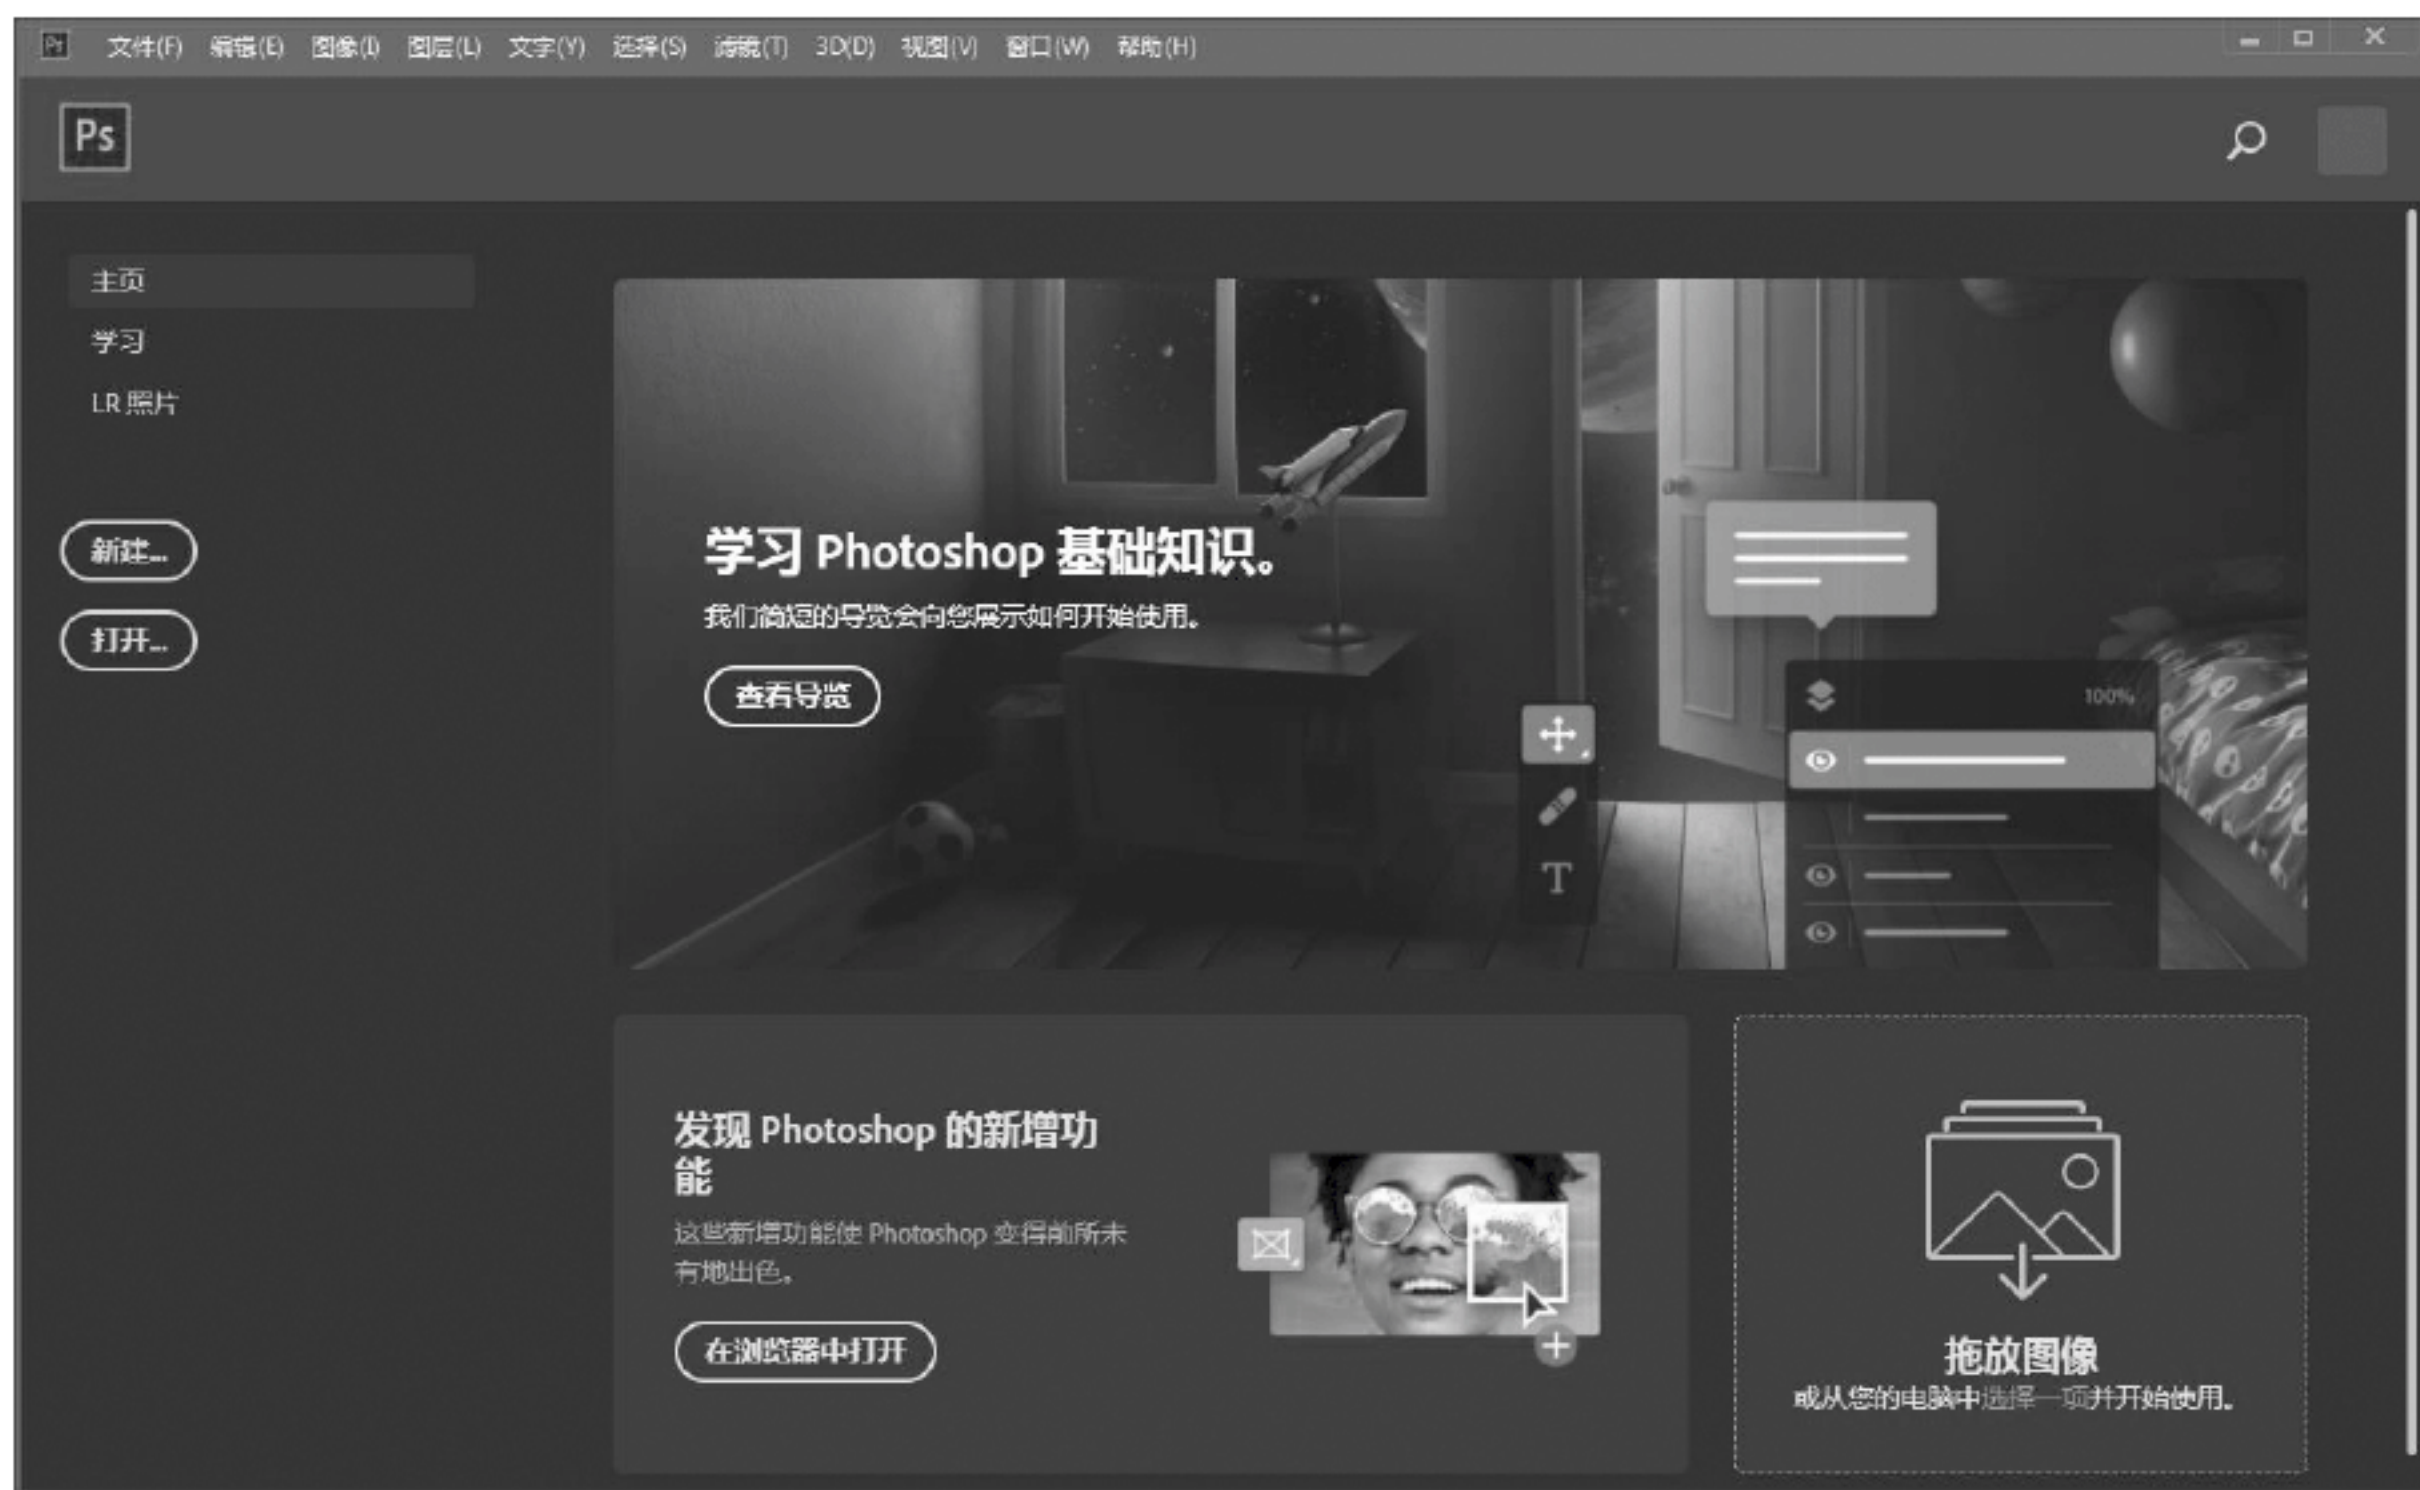 Ps 文件(F) 编辑(E) 图像(I) 图层(L) 文字(Y) 选择(S) 滤镜(T) 3D(D) 视图(V) 窗口(W) 帮助(H)
Ps
主页
学习
LR 照片
新建...
打开...
学习 Photoshop 基础知识。
我们简短的导览会向您展示如何开始使用。
查看导览
100%
T
发现 Photoshop 的新增功
能
这些新增功能使 Photoshop 变得前所未
有地出色。
在浏览器中打开
拖放图像
或从您的电脑中选择一项并开始使用。